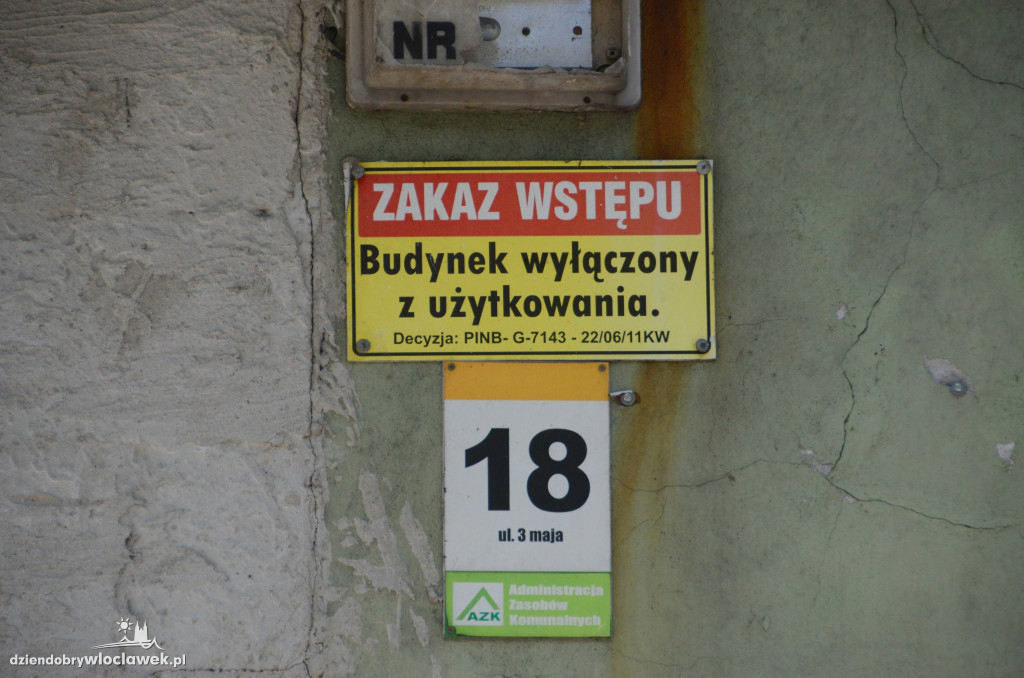 NR
ZAKAZ WSTĘPU
Budynek wyłączony
z użytkowania.
Decyzja: PINB- G-7143 - 22/06/11KW
18
ul. 3 maja
AZK
Administracja
Zasobów
Komunalnych
dziendobrywloclawek.pl